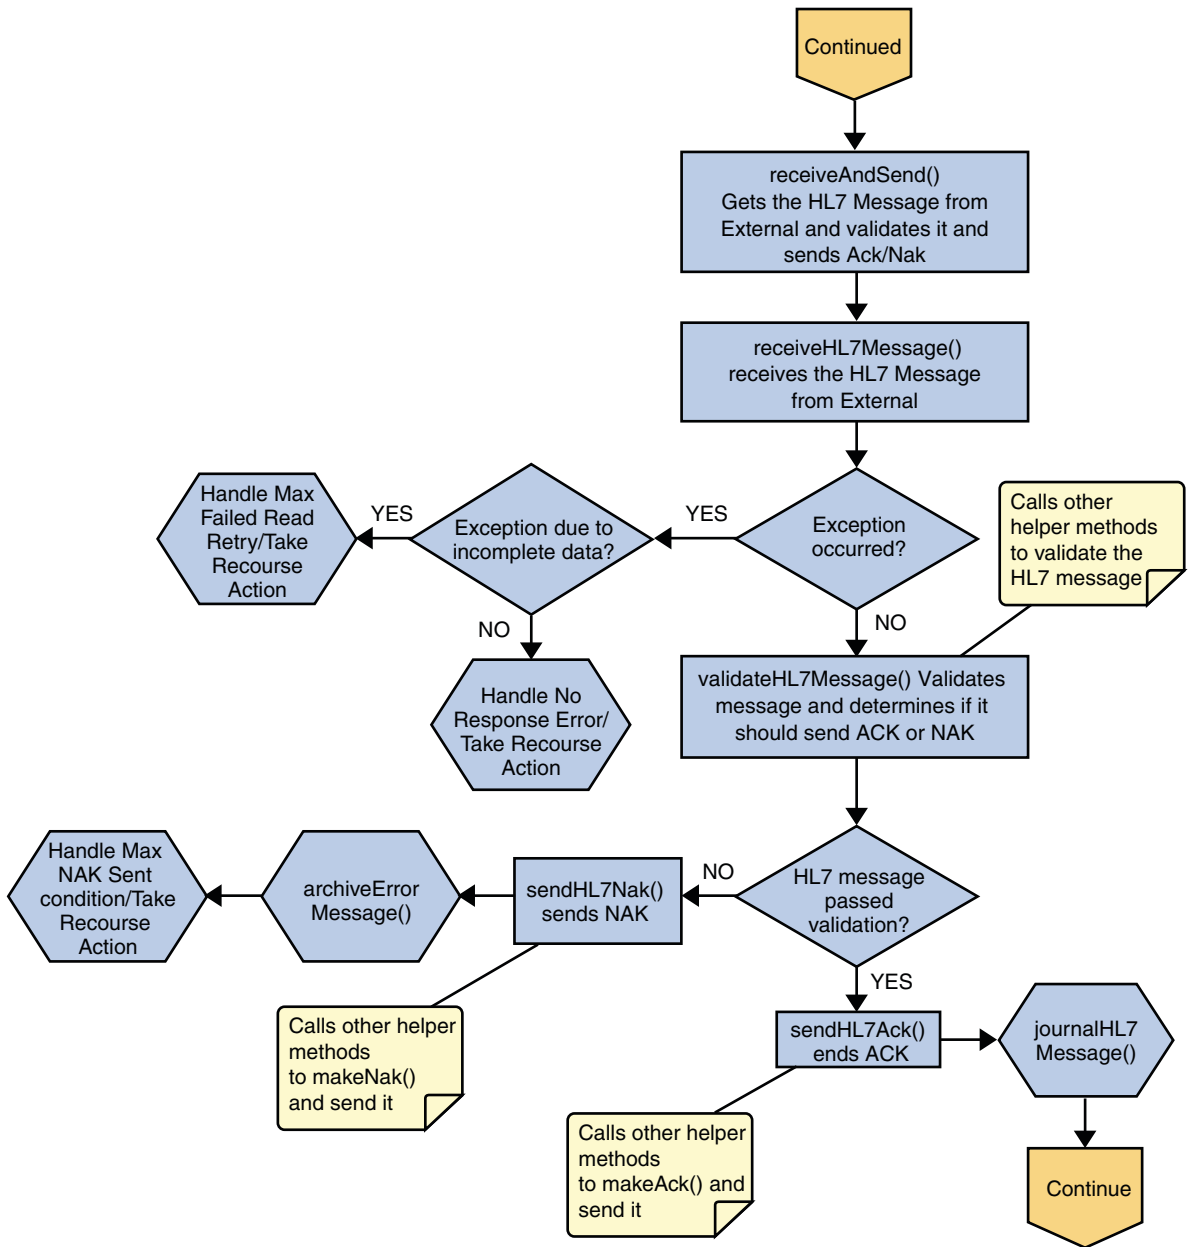 Continued
receiveAndSend()
Gets the HL7 Message from
External and validates it and
sends Ack/Nak
receiveHL7Message()
receives the HL7 Message
from External
Handle Max
Failed Read
Retry/Take
Recourse
Action
YES
Exception due to
incomplete data?
YES
Exception
occurred?
Calls other
helper methods
to validate the
HL7 message
NO
NO
Handle No
Response Error/
Take Recourse
Action
validateHL7Message() Validates
message and determines if it
should send ACK or NAK
Handle Max
NAK Sent
condition/Take
Recourse
Action
archiveError
Message()
sendHL7Nak()
sends NAK
NO
HL7 message
passed
validation?
YES
Calls other helper
methods
to makeNak()
and send it
sendHL7Ack()
ends ACK
journalHL7
Message()
Calls other helper
methods
to makeAck() and
send it
Continue